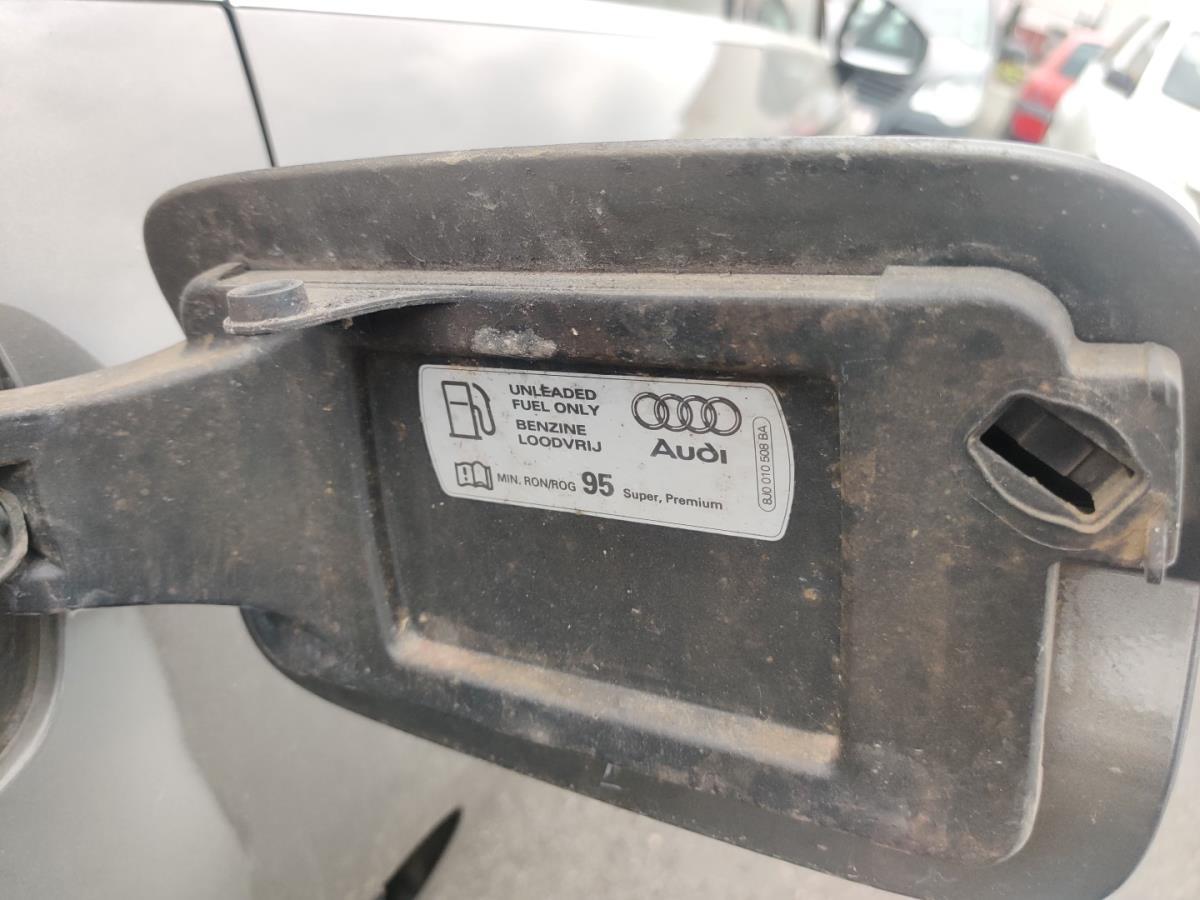 UNLEADED
FUEL ONLY
BENZINE
LOODVRIJ
MIN. RON/ROG 95 Super, Premium
Audi
8J0 010 508 BA